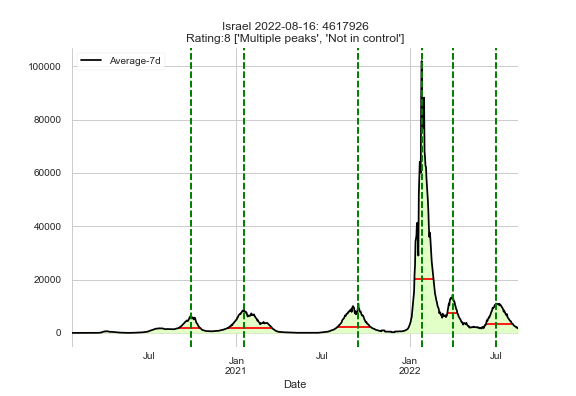 Israel 2022-08-16: 4617926
Rating:8 ['Multiple peaks', 'Not in control']
Average-7d
100000
80000
60000
40000
20000
0
Jul
Jan
2021
Jul
Jan
2022
Jul
Date